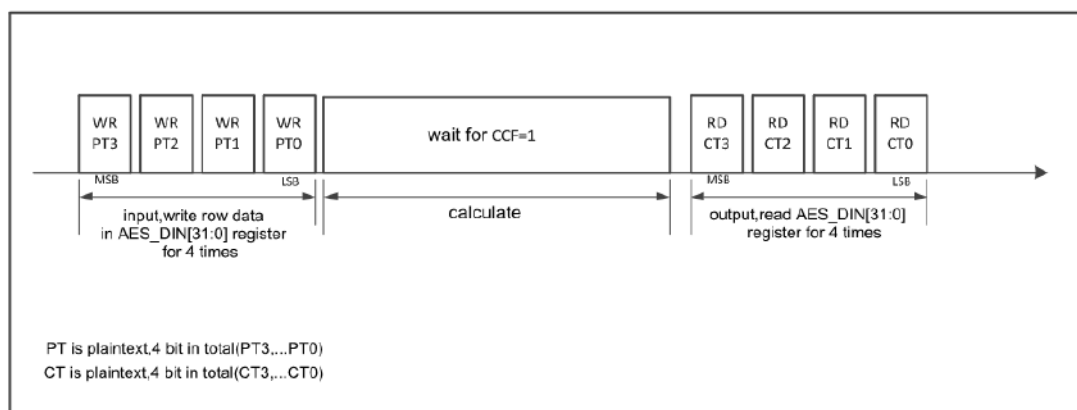 WR PT3
WR PT2
WR PT1
WR PT0
wait for CCF=1
RD CT3
RD CT2
RD CT1
RD CT0
MSB
LSB
MSB
LSB
input,write row data
in AES_DIN[31:0] register
for 4 times
calculate
output,read AES_DIN[31:0]
register for 4 times
PT is plaintext,4 bit in total(PT3,...PT0)
CT is plaintext,4 bit in total(CT3,...CT0)